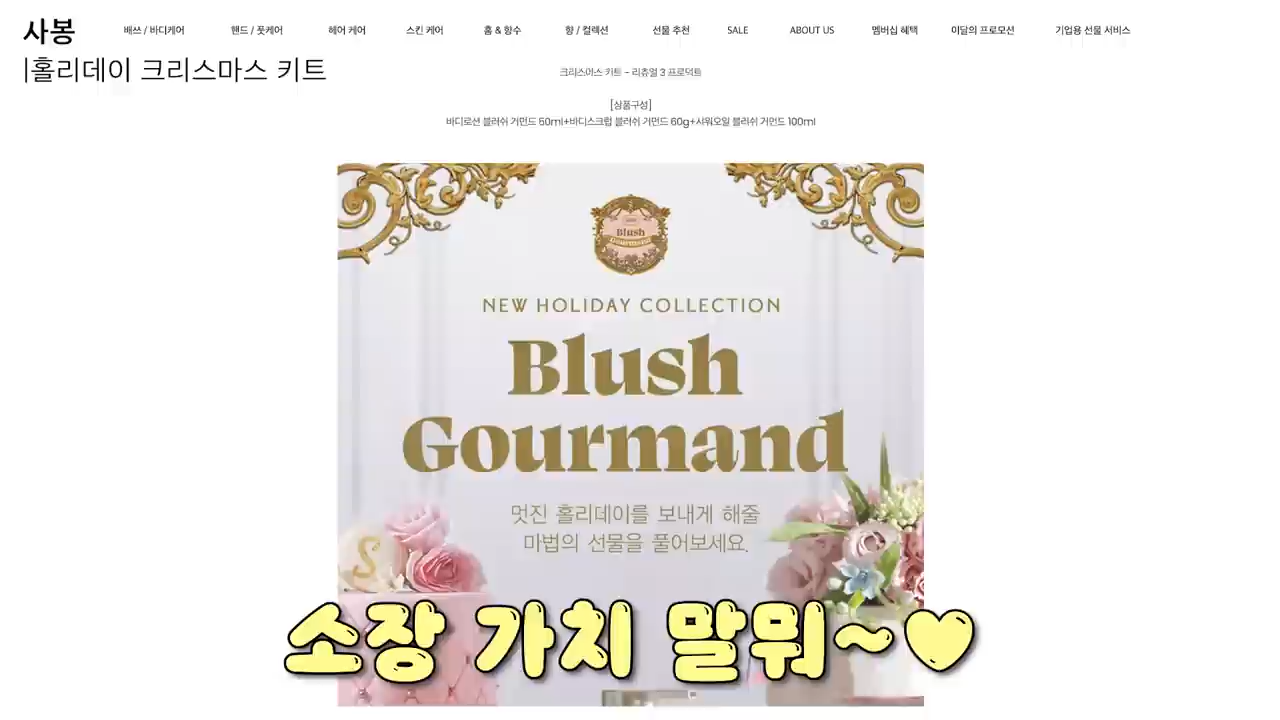 사봉
배쓰 / 바디케어 핸드 / 풋케어 헤어 케어 스킨 케어 홈 & 향수 향 / 컬렉션 선물 추천 SALE ABOUT US 멤버십 혜택 이달의 프로모션 기업용 선물 서비스
|홀리데이 크리스마스 키트
크리스마스 키트 - 리츄얼 3 프로덕트
[상품구성]
바디로션 블러쉬 거먼드 50ml+바디스크럽 블러쉬 거먼드 60g+샤워오일 블러쉬 거먼드 100ml
Blush
Gourmand
NEW HOLIDAY COLLECTION
Blush
Gourmand
멋진 홀리데이를 보내게 해줄
마법의 선물을 풀어보세요.
S
소장 가치 말뭐~♥